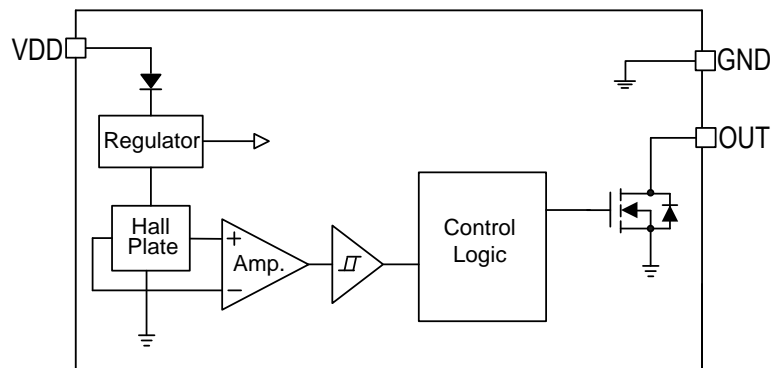 VDD
GND
Regulator
OUT
Hall
Plate
+
Amp.
−
Control
Logic